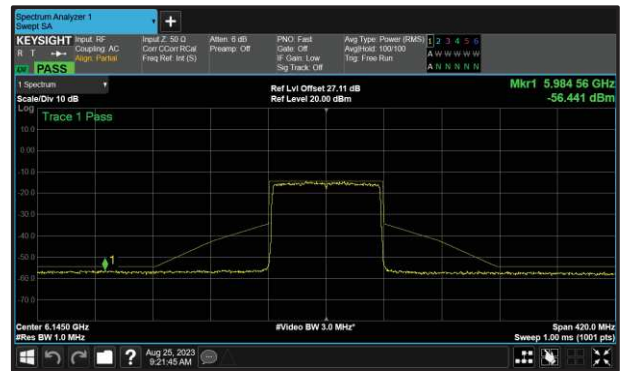 Spectrum Analyzer 1
Swept SA
+
KEYSIGHT Input: RF Input Z: 50 Ω Atten: 6 dB PNO: Fast Avg Type: Power (RMS) 1 2 3 4 5 6
R T Coupling: AC Corr CCorr RCal Preamp: Off Gate: Off Avg|Hold: 100/100 A W W W W W
Align: Partial Freq Ref: Int (S) IF Gain: Low Trig: Free Run
PASS Sig Track: Off A N N N N N
1 Spectrum Ref Lvl Offset 27.11 dB Mkr1 5.984 56 GHz
Scale/Div 10 dB Ref Level 20.00 dBm -56.441 dBm
Log
Trace 1 Pass
10.0
0.00
-10.0
-20.0
-30.0
-40.0
-50.0
1
-60.0
-70.0
Center 6.1450 GHz #Video BW 3.0 MHz* Span 420.0 MHz
#Res BW 1.0 MHz Sweep 1.00 ms (1001 pts)
? Aug 25, 2023
9:21:45 AM